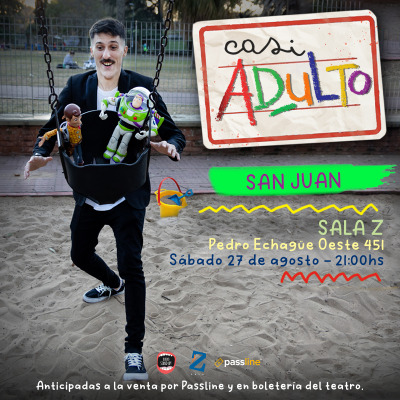 casi
ADULTO
SAN JUAN
SALA Z
Pedro Echagüe Oeste 451
Sábado 27 de agosto - 21:00hs
Z
passline
Anticipadas a la venta por Passline y en boletería del teatro.